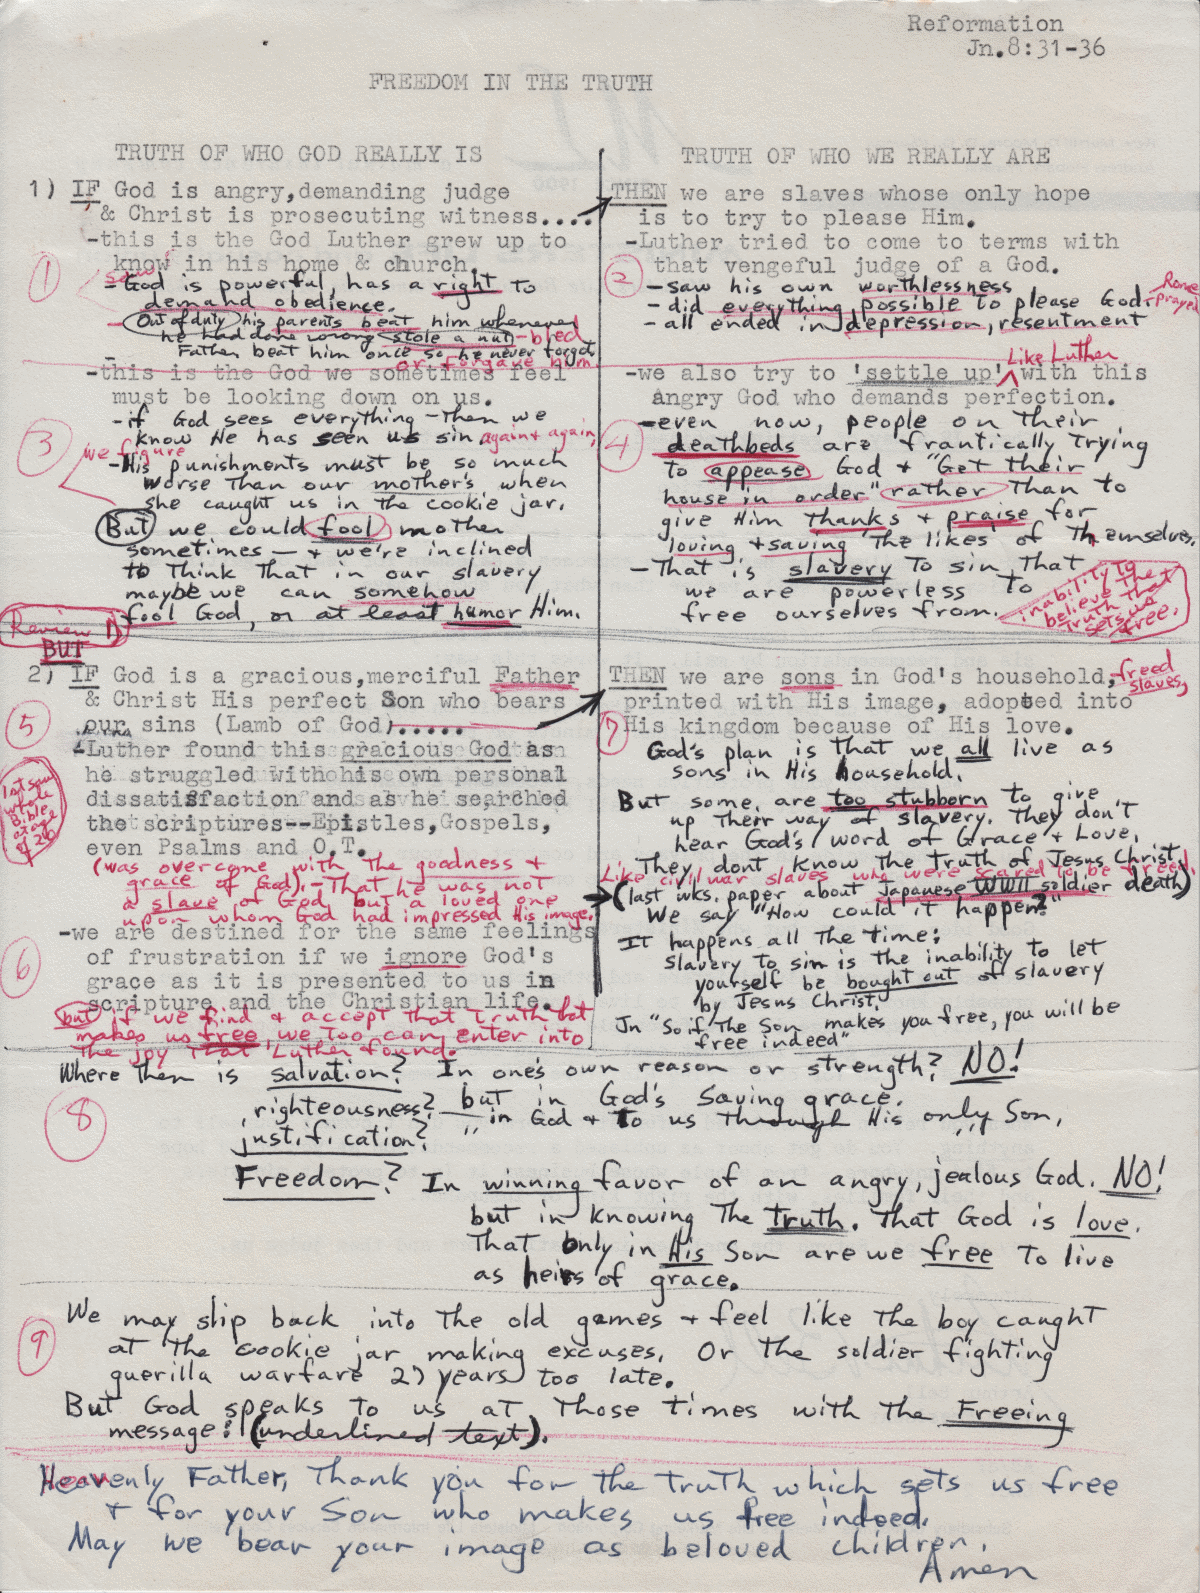 Reformation
Jn.8:31-36
FREEDOM IN THE TRUTH
TRUTH OF WHO GOD REALLY IS
1) IF God is angry,demanding judge
& Christ is prosecuting witness....
-this is the God Luther grew up to
know in his home & church.
①
saw
- God is powerful, has a right to
demand obedience.
Out of duty his parents beat him whenever
he had done wrong stole a nut -bled
Father beat him once so he never forgot
or forgave him.
-this is the God we sometimes feel
must be looking down on us.
③
-if God sees everything - Then we
know He has seen us sin again & again,
we figure
-His punishments must be so much
worse Than our mother's when
she caught us in The cookie jar.
But we could fool mother
sometimes — & we're inclined
to Think That in our slavery
maybe we can somehow
fool God, or at least humor Him.
Review 1)
BUT
TRUTH OF WHO WE REALLY ARE
THEN we are slaves whose only hope
is to try to please Him.
-Luther tried to come to terms with
that vengeful judge of a God.
②
- saw his own worthlessness
- did everything possible To please God - Rome
prayed
- all ended in depression, resentment
Like Luther
-we also try to 'settle up' with this
angry God who demands perfection.
④
-even now, people on Their
deathbeds are frantically Trying
to appease God & "Get their
house in order" rather Than to
give Him Thanks & praise for
loving & saving 'The likes' of Themselves.
-That is slavery To sin That
we are powerless to
free ourselves from.
inability to
believe the
Truth that
sets us
free.
2) IF God is a gracious,merciful Father
& Christ His perfect Son who bears
our sins (Lamb of God).....
⑤
-Luther found this gracious God as
he struggled with his own personal
dissatisfaction and as he searched
the scriptures--Epistles,Gospels,
even Psalms and O.T.
1st saw
whole
Bible
at age
of 20
(was overcome with The goodness &
grace of God). - That he was not
a slave of God but a loved one
upon whom God had impressed His image.
⑥
-we are destined for the same feelings
of frustration if we ignore God's
grace as it is presented to us in
scripture and the Christian life.
but if we find & accept that Truth that
makes us free we too can enter into
The joy That Luther found.
THEN we are sons in God's household, freed
slaves,
printed with His image, adopted into
His kingdom because of His love.
⑦
God's plan is That we all live as
sons in His household.
But some are too stubborn to give
up Their way of slavery. They don't
hear God's word of Grace & Love.
They dont know The Truth of Jesus Christ.
Like civil war slaves who were scared to be freed.
(last wks. paper about Japanese WWII soldier death)
We say "How could it happen?"
It happens all The time:
Slavery to sin is the inability to let
yourself be bought out of slavery
by Jesus Christ.
Jn "So if The Son makes you free, you will be
free indeed"
Where Then is salvation? In one's own reason or strength? NO!
⑧
righteousness? but in God's Saving grace.
justification? " in God & to us Through His only Son,
Freedom? In winning favor of an angry, jealous God. NO!
but in knowing The truth. That God is love.
That only in His Son are we free To live
as heirs of grace.
⑨
We may slip back into The old games & feel like The boy caught
at The cookie jar making excuses. Or The soldier fighting
guerilla warfare 27 years too late.
But God speaks To us at Those times with The Freeing
message: (underlined text).
Heavenly Father, Thank you for the Truth which sets us free
& for your Son who makes us free indeed.
May we bear your image as beloved children.
Amen